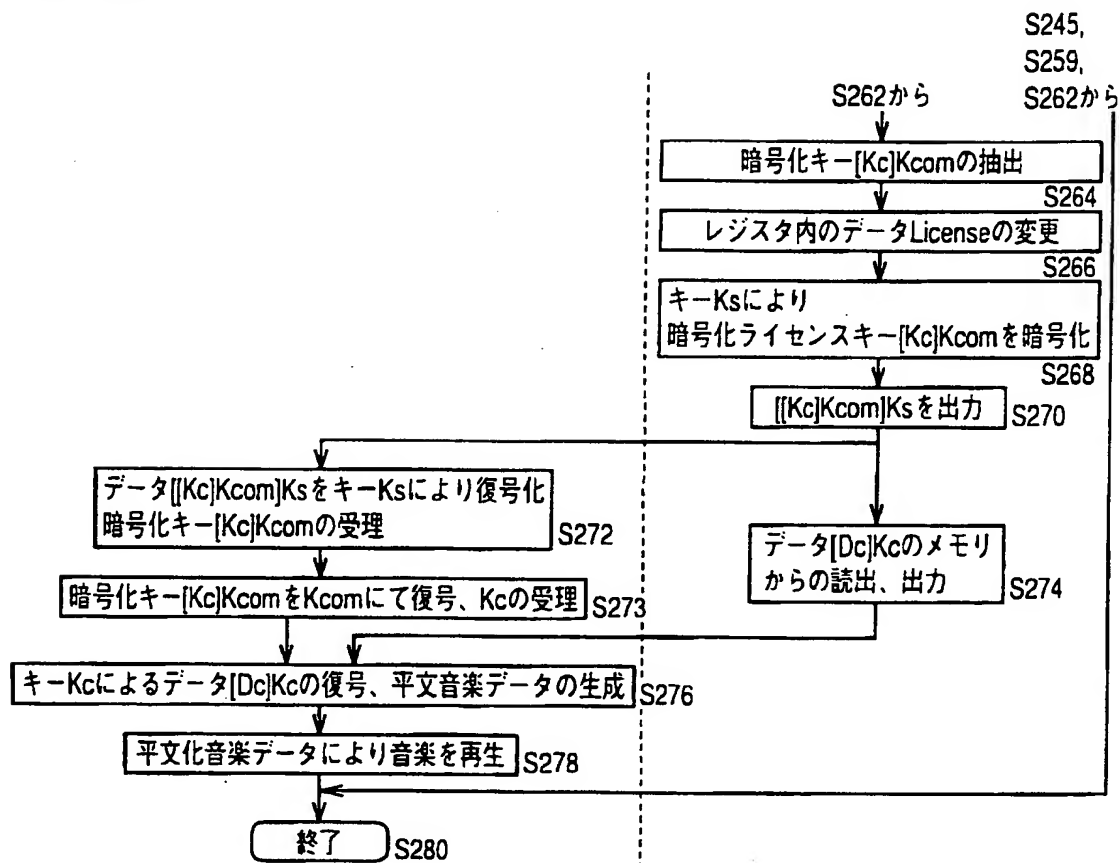 S245,
S259,
S262から
S262から
暗号化キー[Kc]Kcomの抽出
S264
レジスタ内のデータLicenseの変更
S266
キーKsにより
暗号化ライセンスキー[Kc]Kcomを暗号化
S268
[[Kc]Kcom]Ksを出力
S270
データ[[Kc]Kcom]KsをキーKsにより復号化
暗号化キー[Kc]Kcomの受理
S272
データ[Dc]Kcのメモリ
からの読出、出力
S274
暗号化キー[Kc]KcomをKcomにて復号、Kcの受理
S273
キーKcによるデータ[Dc]Kcの復号、平文音楽データの生成
S276
平文化音楽データにより音楽を再生
S278
終了
S280